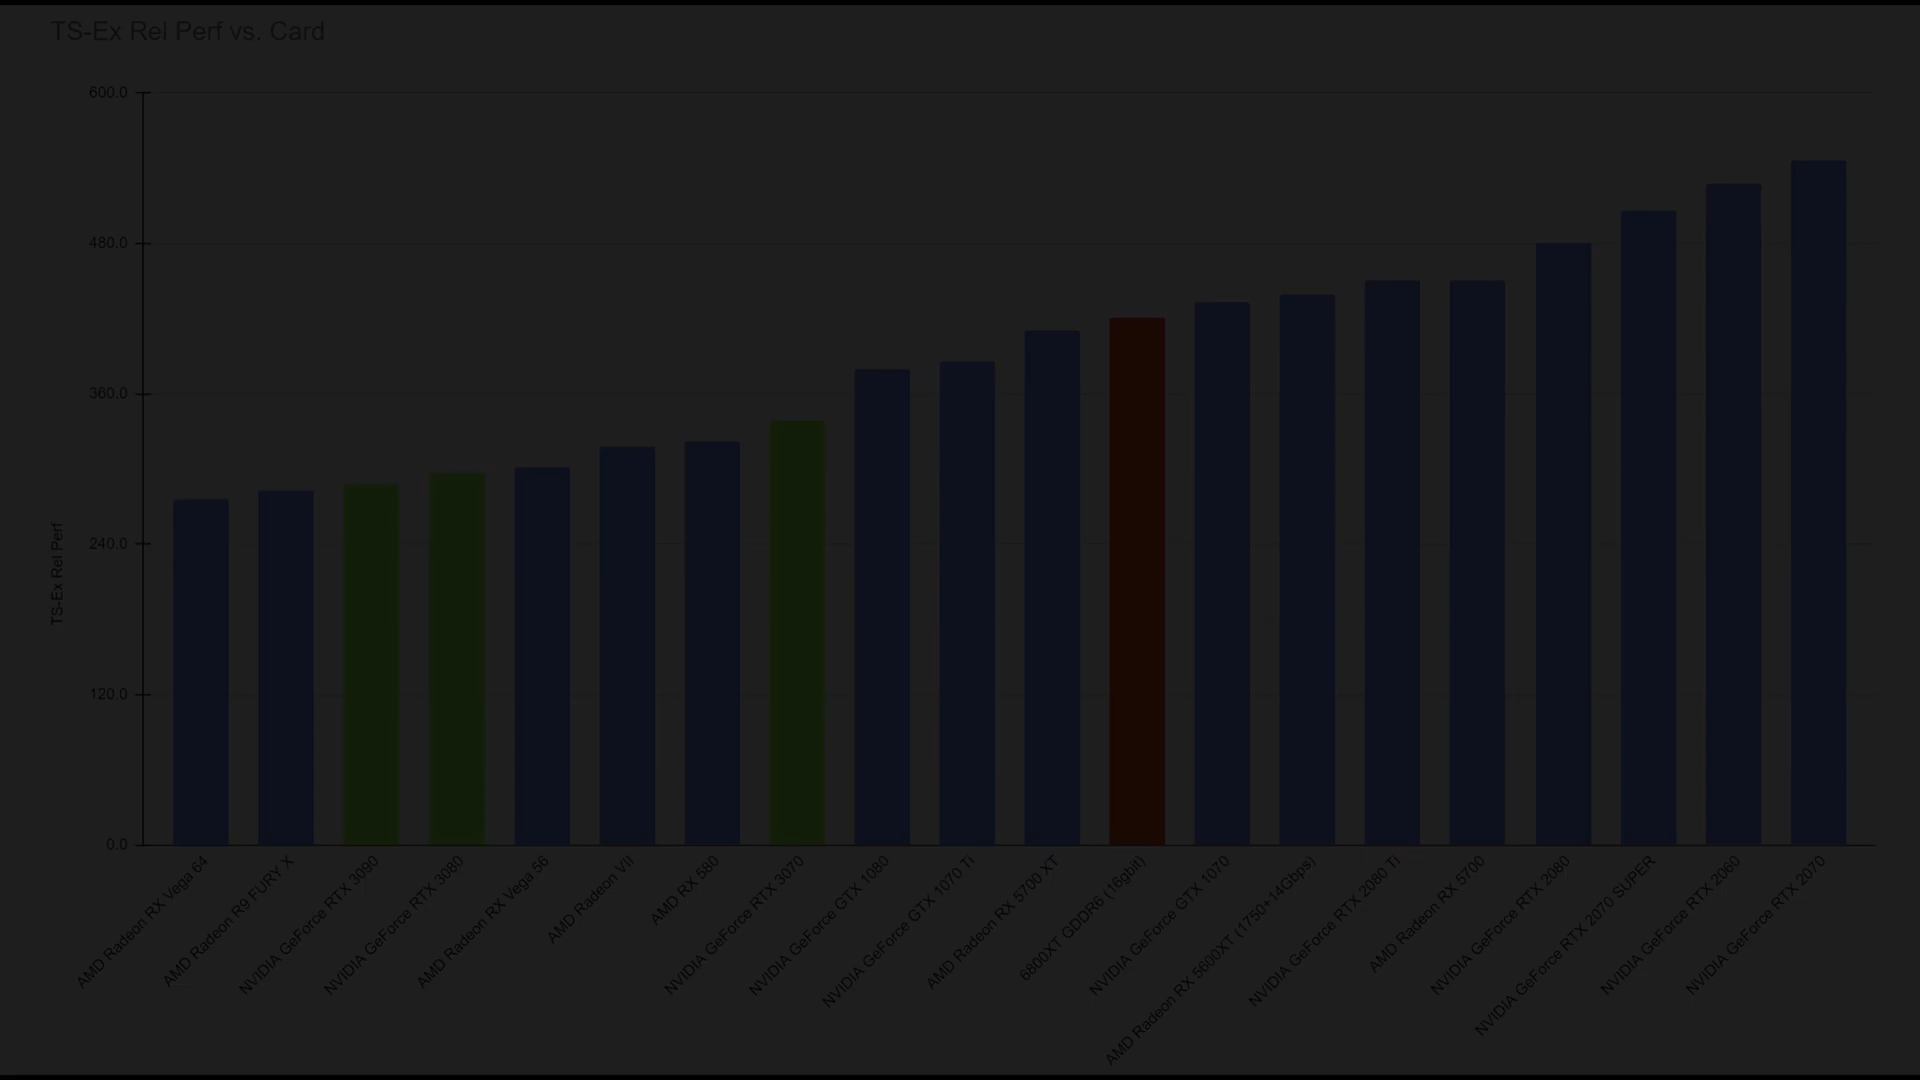 TS-Ex Rel Perf vs. Card
600.0
480.0
360.0
240.0
120.0
0.0
TS-Ex Rel Perf
AMD Radeon RX Vega 64
AMD Radeon R9 FURY X
NVIDIA GeForce RTX 3090
NVIDIA GeForce RTX 3080
AMD Radeon RX Vega 56
AMD Radeon VII
AMD RX 580
NVIDIA GeForce RTX 3070
NVIDIA GeForce GTX 1080
NVIDIA GeForce GTX 1070 Ti
AMD Radeon RX 5700 XT
6800XT GDDR6 (16gbit)
NVIDIA GeForce GTX 1070
AMD Radeon RX 5600XT (1750+14Gbps)
NVIDIA GeForce RTX 2080 Ti
AMD Radeon RX 5700
NVIDIA GeForce RTX 2080
NVIDIA GeForce RTX 2070 SUPER
NVIDIA GeForce RTX 2060
NVIDIA GeForce RTX 2070